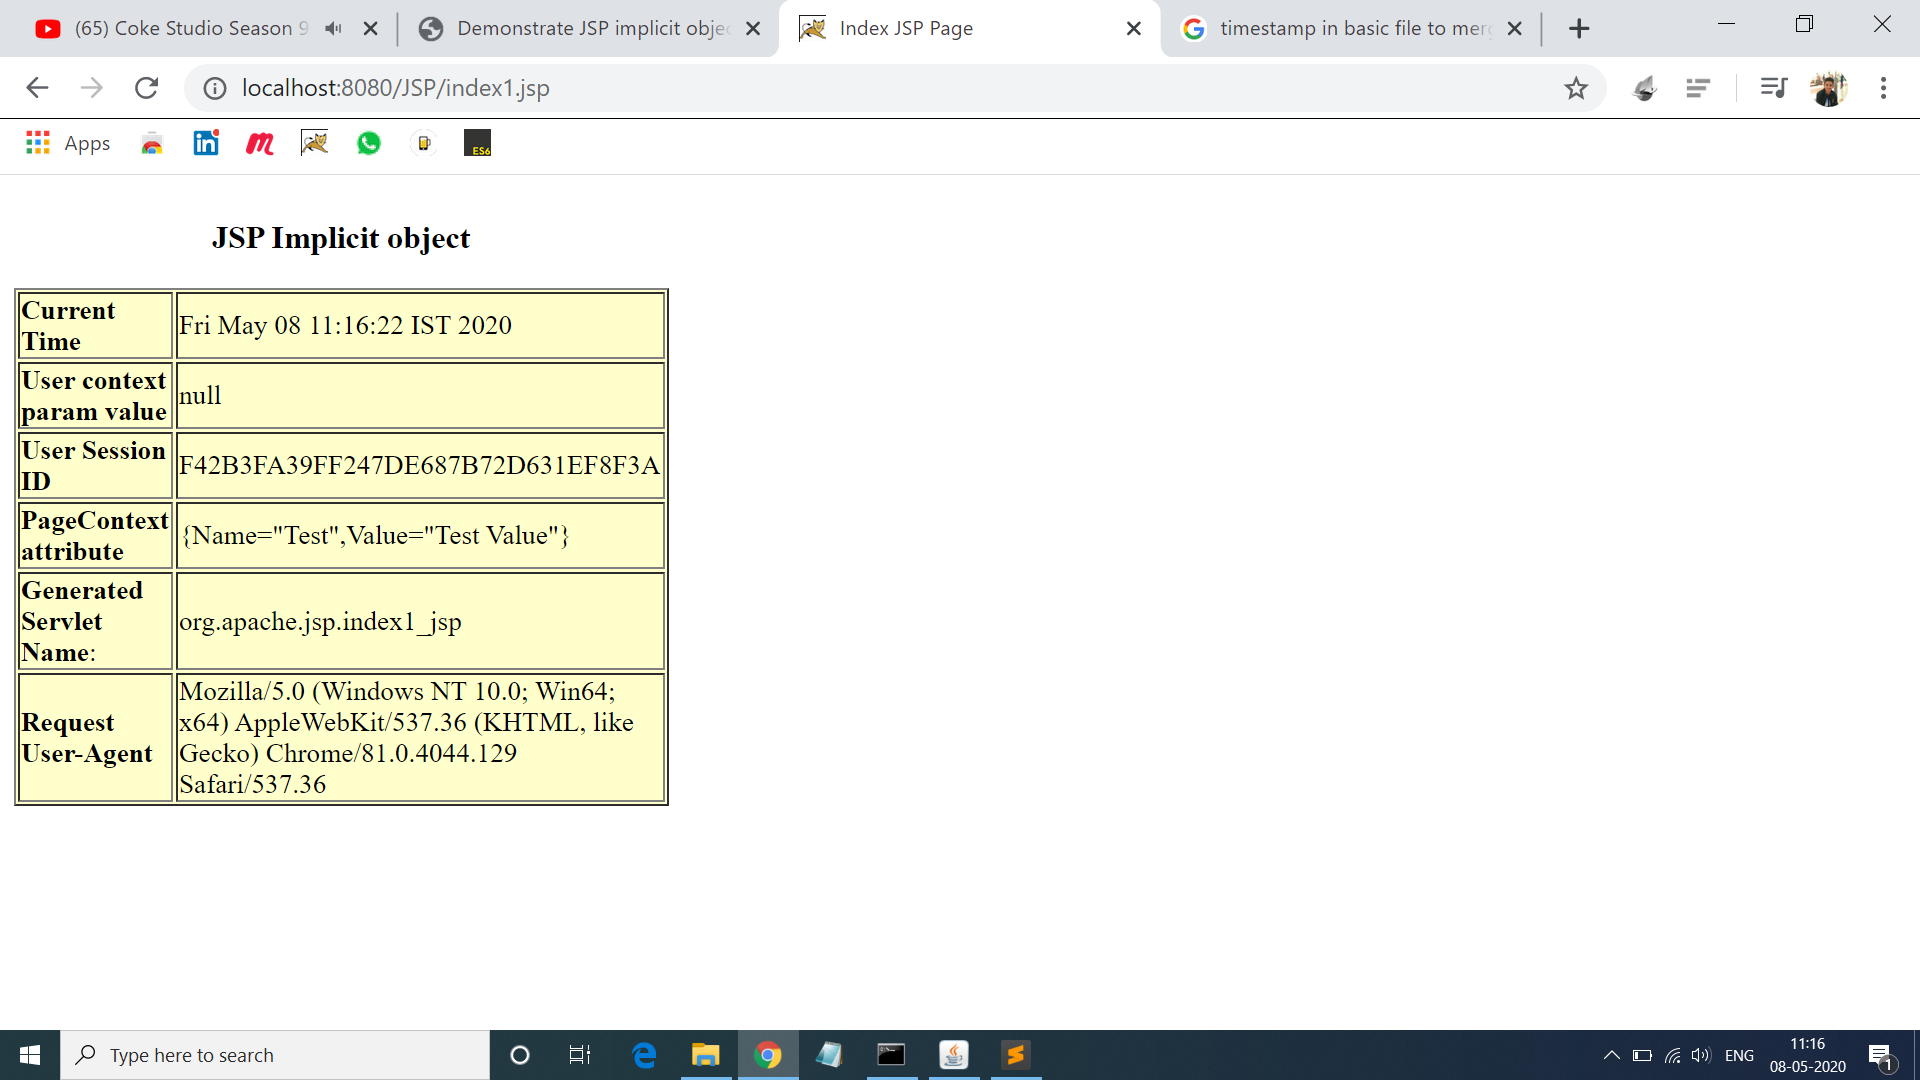 (65) Coke Studio Season 9
Demonstrate JSP implicit obje
Index JSP Page
timestamp in basic file to mer
localhost:8080/JSP/index1.jsp
Apps
in
m
ES6
JSP Implicit object
Current
Time
Fri May 08 11:16:22 IST 2020
User context
param value
null
User Session
ID
F42B3FA39FF247DE687B72D631EF8F3A
PageContext
attribute
{Name="Test",Value="Test Value"}
Generated
Servlet
Name:
org.apache.jsp.index1_jsp
Request
User-Agent
Mozilla/5.0 (Windows NT 10.0; Win64;
x64) AppleWebKit/537.36 (KHTML, like
Gecko) Chrome/81.0.4044.129
Safari/537.36
Type here to search
ENG
11:16
08-05-2020
1